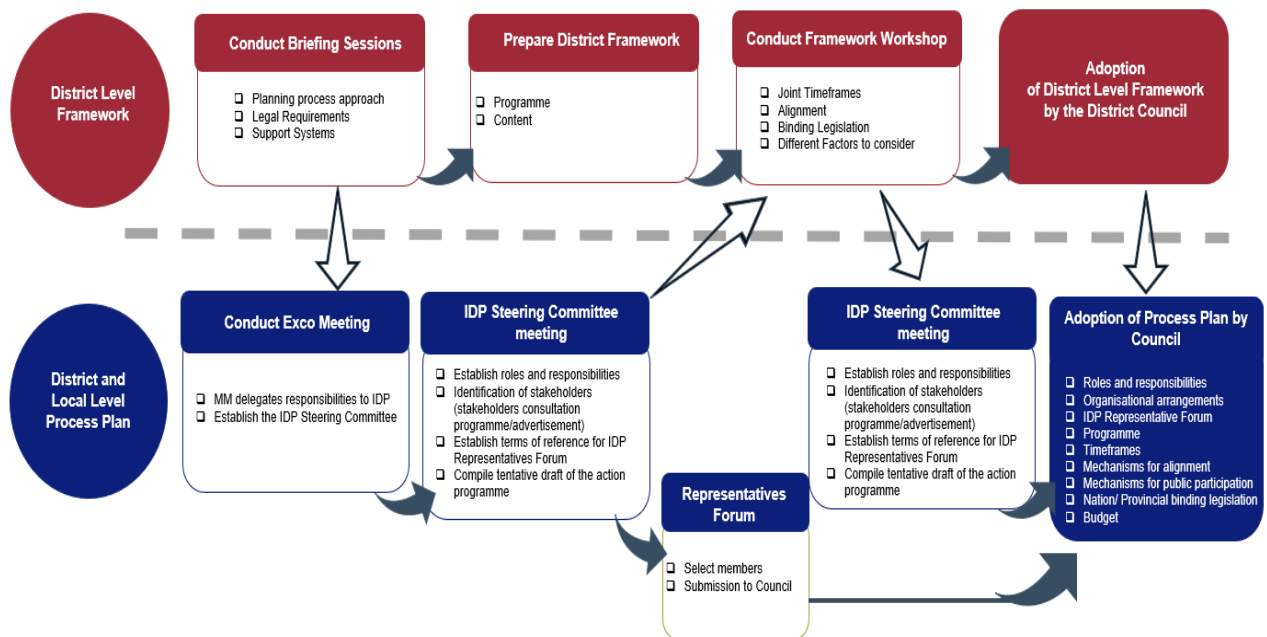 District Level
Framework
Conduct Briefing Sessions
Planning process approach
Legal Requirements
Support Systems
Prepare District Framework
Programme
Content
Conduct Framework Workshop
Joint Timeframes
Alignment
Binding Legislation
Different Factors to consider
Adoption
of District Level Framework
by the District Council
District and
Local Level
Process Plan
Conduct Exco Meeting
MM delegates responsibilities to IDP
Establish the IDP Steering Committee
IDP Steering Committee
meeting
Establish roles and responsibilities
Identification of stakeholders
(stakeholders consultation
programme/advertisement)
Establish terms of reference for IDP
Representatives Forum
Compile tentative draft of the action
programme
Representatives
Forum
Select members
Submission to Council
IDP Steering Committee
meeting
Establish roles and responsibilities
Identification of stakeholders
(stakeholders consultation
programme/advertisement)
Establish terms of reference for IDP
Representatives Forum
Compile tentative draft of the action
programme
Adoption of Process Plan by
Council
Roles and responsibilities
Organisational arrangements
IDP Representative Forum
Programme
Timeframes
Mechanisms for alignment
Mechanisms for public participation
Nation/ Provincial binding legislation
Budget